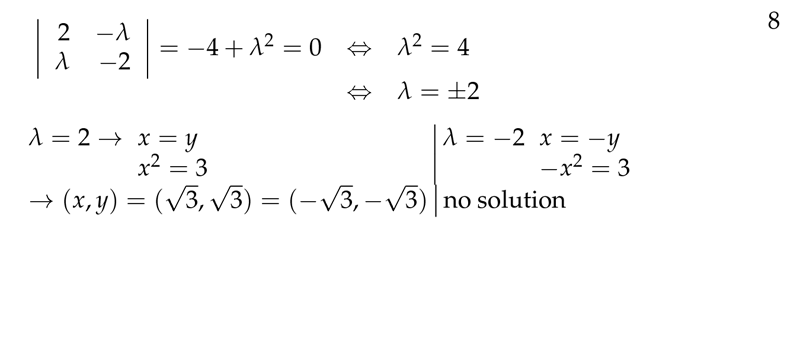 8
| 2 −λ | = −4 + λ² = 0 ⇔ λ² = 4
| λ −2 |
⇔ λ = ±2
λ = 2 → x = y | λ = −2 x = −y
x² = 3 | −x² = 3
→ (x, y) = (√3, √3) = (−√3, −√3) | no solution